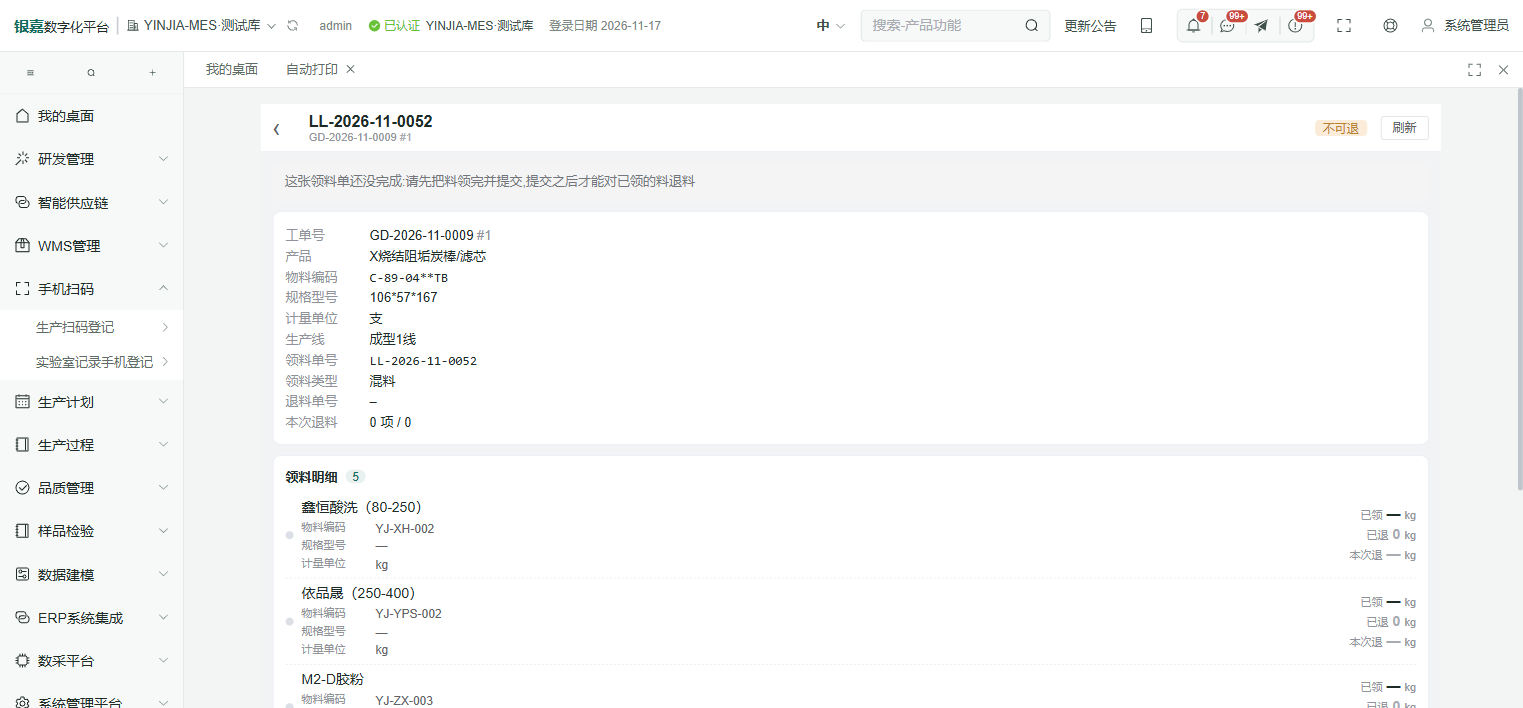 银嘉数字化平台 YINJIA-MES·测试库 admin 已认证 YINJIA-MES·测试库 登录日期 2026-11-17 中 搜索-产品功能 更新公告 7 99+ 99+ 系统管理员
我的桌面 自动打印
我的桌面
研发管理
智能供应链
WMS管理
手机扫码
生产扫码登记
实验室记录手机登记
生产计划
生产过程
品质管理
样品检验
数据建模
ERP系统集成
数采平台
系统管理平台
LL-2026-11-0052
GD-2026-11-0009 #1
不可退 刷新
这张领料单还没完成:请先把料领完并提交,提交之后才能对已领的料退料
工单号 GD-2026-11-0009 #1
产品 X烧结阻垢炭棒/滤芯
物料编码 C-89-04**TB
规格型号 106*57*167
计量单位 支
生产线 成型1线
领料单号 LL-2026-11-0052
领料类型 混料
退料单号 –
本次退料 0 项 / 0
领料明细 5
鑫恒酸洗（80-250）
物料编码 YJ-XH-002
规格型号 —
计量单位 kg
已领 — kg
已退 0 kg
本次退 — kg
依品晟（250-400）
物料编码 YJ-YPS-002
规格型号 —
计量单位 kg
已领 — kg
已退 0 kg
本次退 — kg
M2-D胶粉
物料编码 YJ-ZX-003
已领 — kg
已退 0 kg